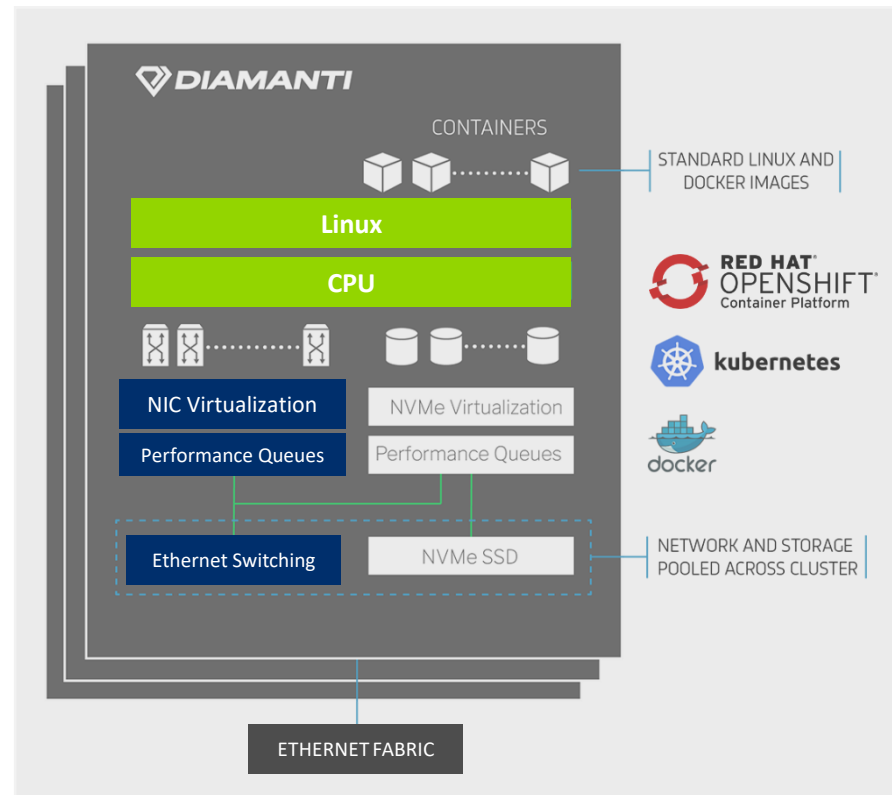 DIAMANTI
CONTAINERS
STANDARD LINUX AND
DOCKER IMAGES
Linux
CPU
RED HAT®
OPENSHIFT®
Container Platform
kubernetes
NIC Virtualization
NVMe Virtualization
Performance Queues
Performance Queues
docker
Ethernet Switching
NVMe SSD
NETWORK AND STORAGE
POOLED ACROSS CLUSTER
ETHERNET FABRIC